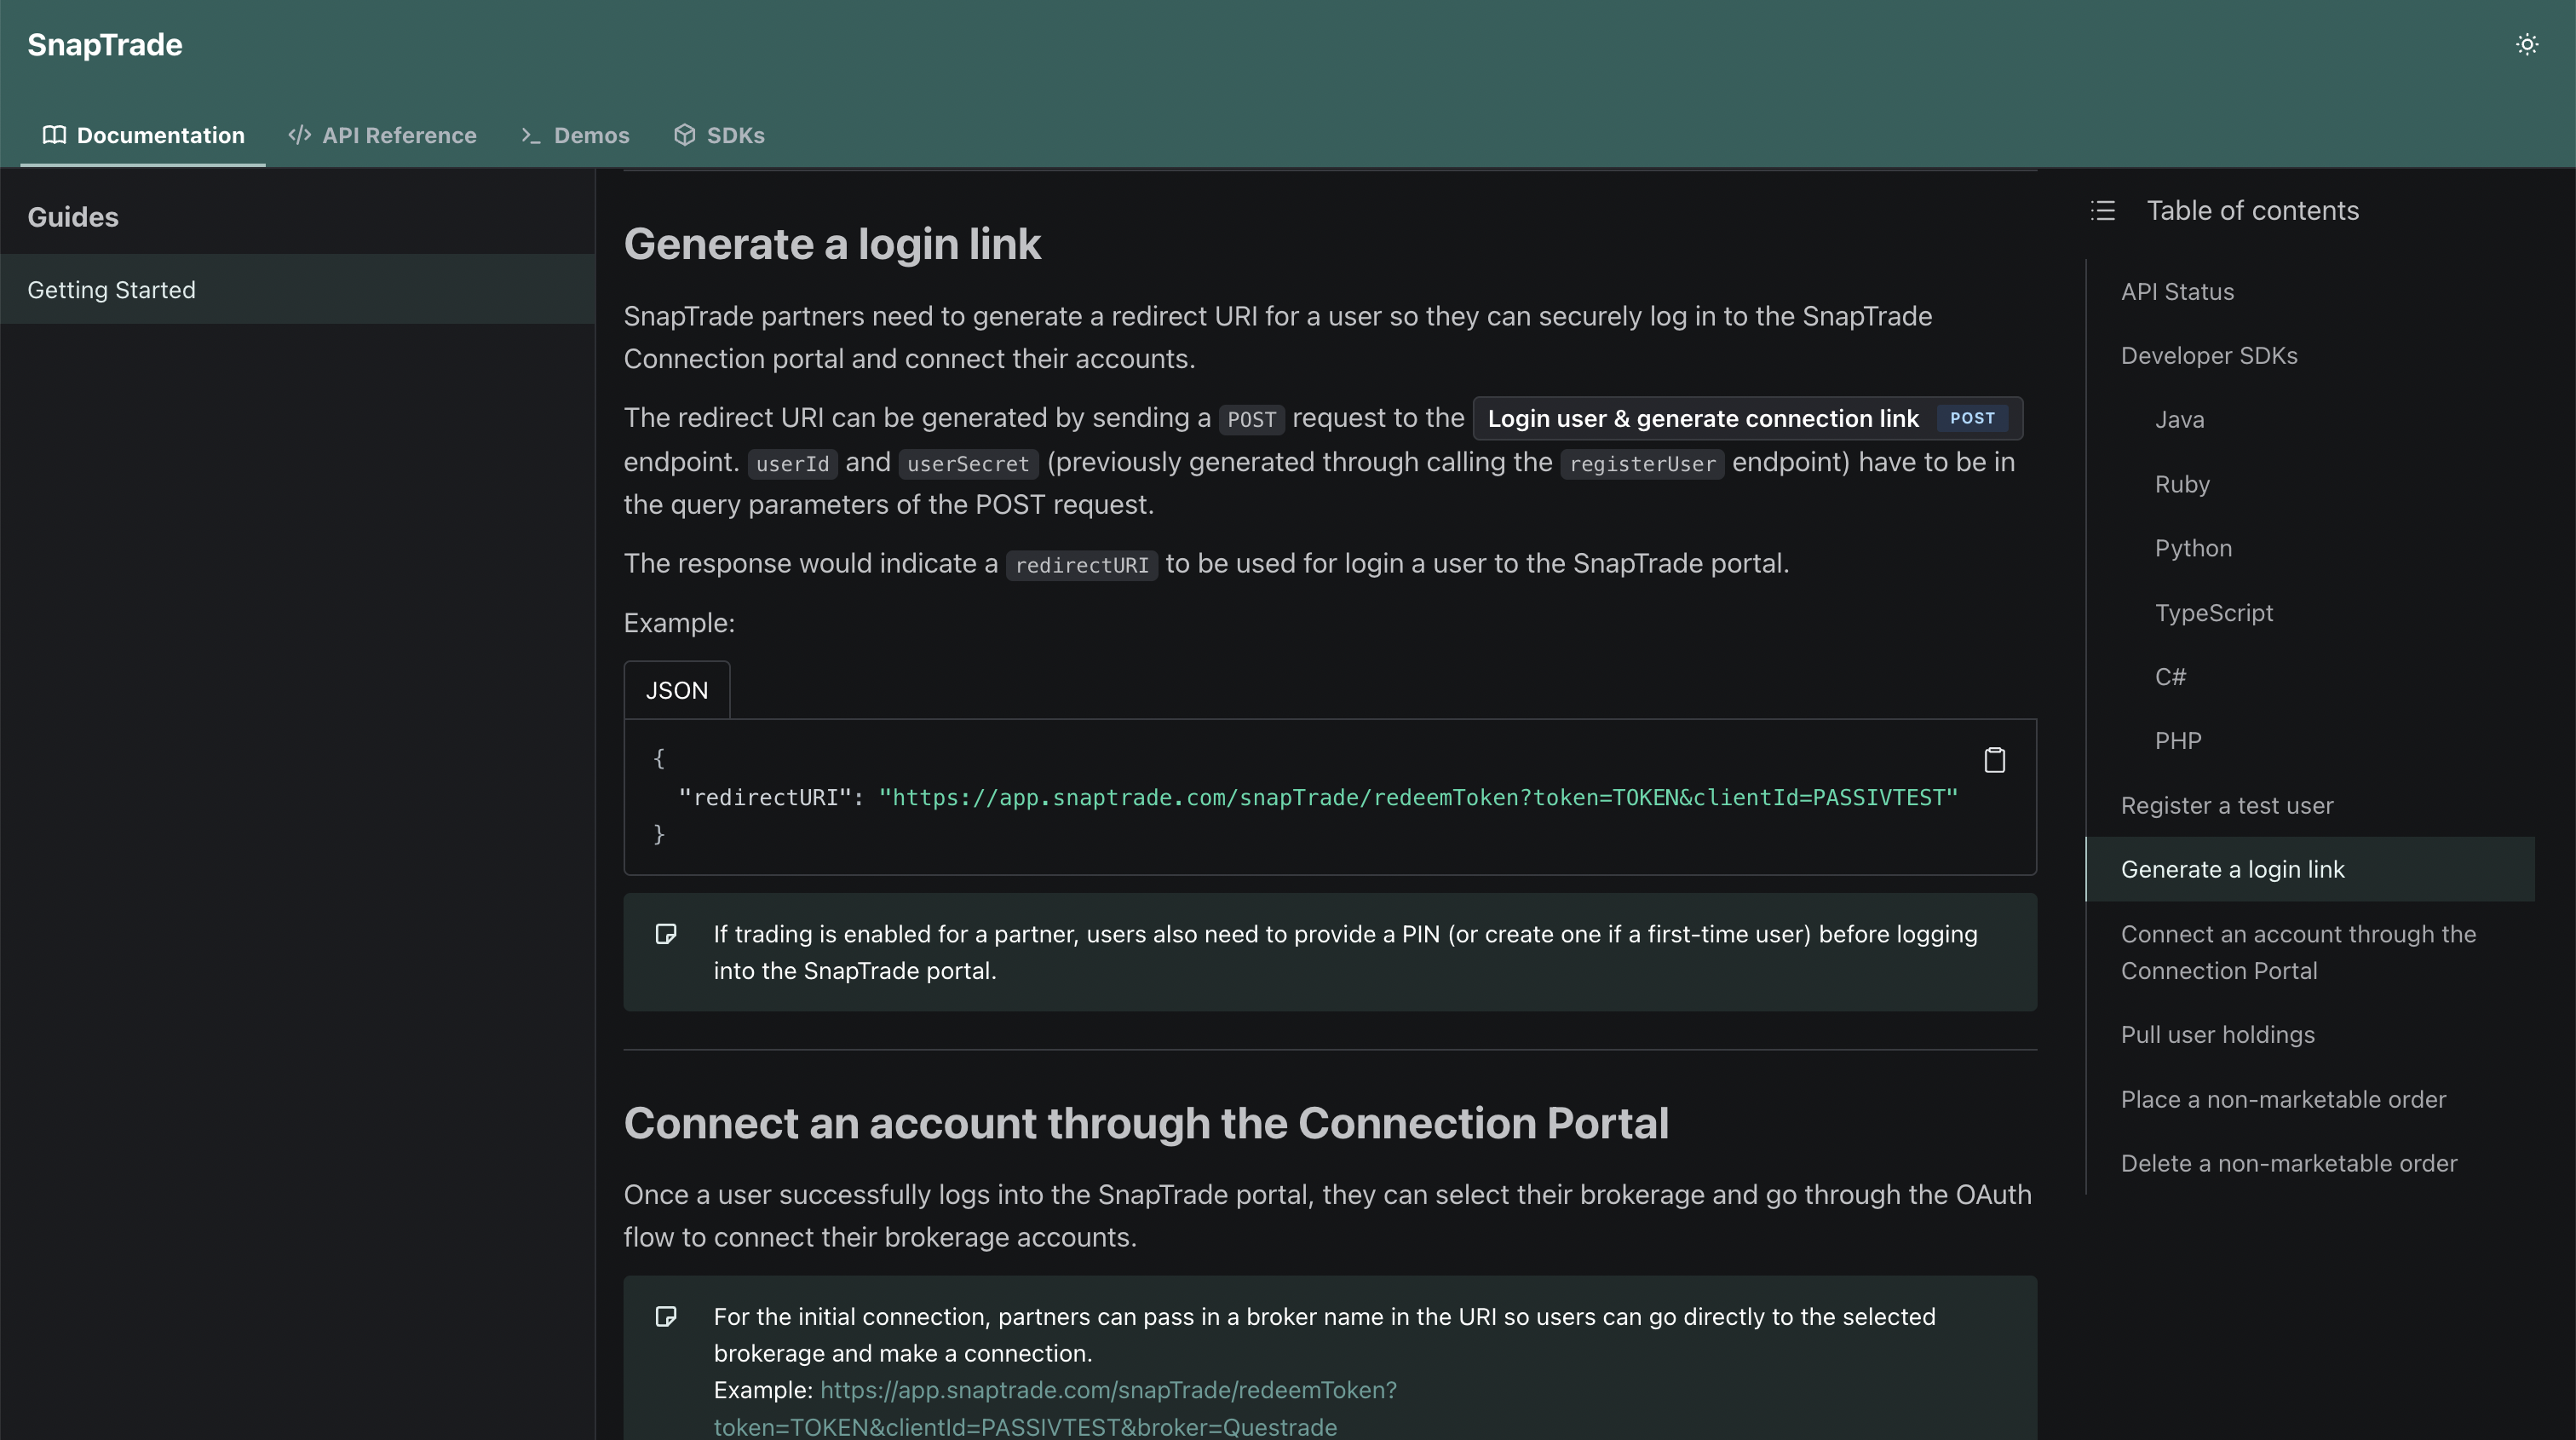 SnapTrade
Documentation
API Reference
Demos
SDKs
Guides
Getting Started
Generate a login link
SnapTrade partners need to generate a redirect URI for a user so they can securely log in to the SnapTrade
Connection portal and connect their accounts.
The redirect URI can be generated by sending a POST request to the Login user & generate connection link POST
endpoint. userId and userSecret (previously generated through calling the registerUser endpoint) have to be in
the query parameters of the POST request.
The response would indicate a redirectURI to be used for login a user to the SnapTrade portal.
Example:
JSON
{
"redirectURI": "https://app.snaptrade.com/snapTrade/redeemToken?token=TOKEN&clientId=PASSIVTEST"
}
If trading is enabled for a partner, users also need to provide a PIN (or create one if a first-time user) before logging
into the SnapTrade portal.
Connect an account through the Connection Portal
Once a user successfully logs into the SnapTrade portal, they can select their brokerage and go through the OAuth
flow to connect their brokerage accounts.
For the initial connection, partners can pass in a broker name in the URI so users can go directly to the selected
brokerage and make a connection.
Example: https://app.snaptrade.com/snapTrade/redeemToken?
token=TOKEN&clientId=PASSIVTEST&broker=Questrade
Table of contents
API Status
Developer SDKs
Java
Ruby
Python
TypeScript
C#
PHP
Register a test user
Generate a login link
Connect an account through the
Connection Portal
Pull user holdings
Place a non-marketable order
Delete a non-marketable order